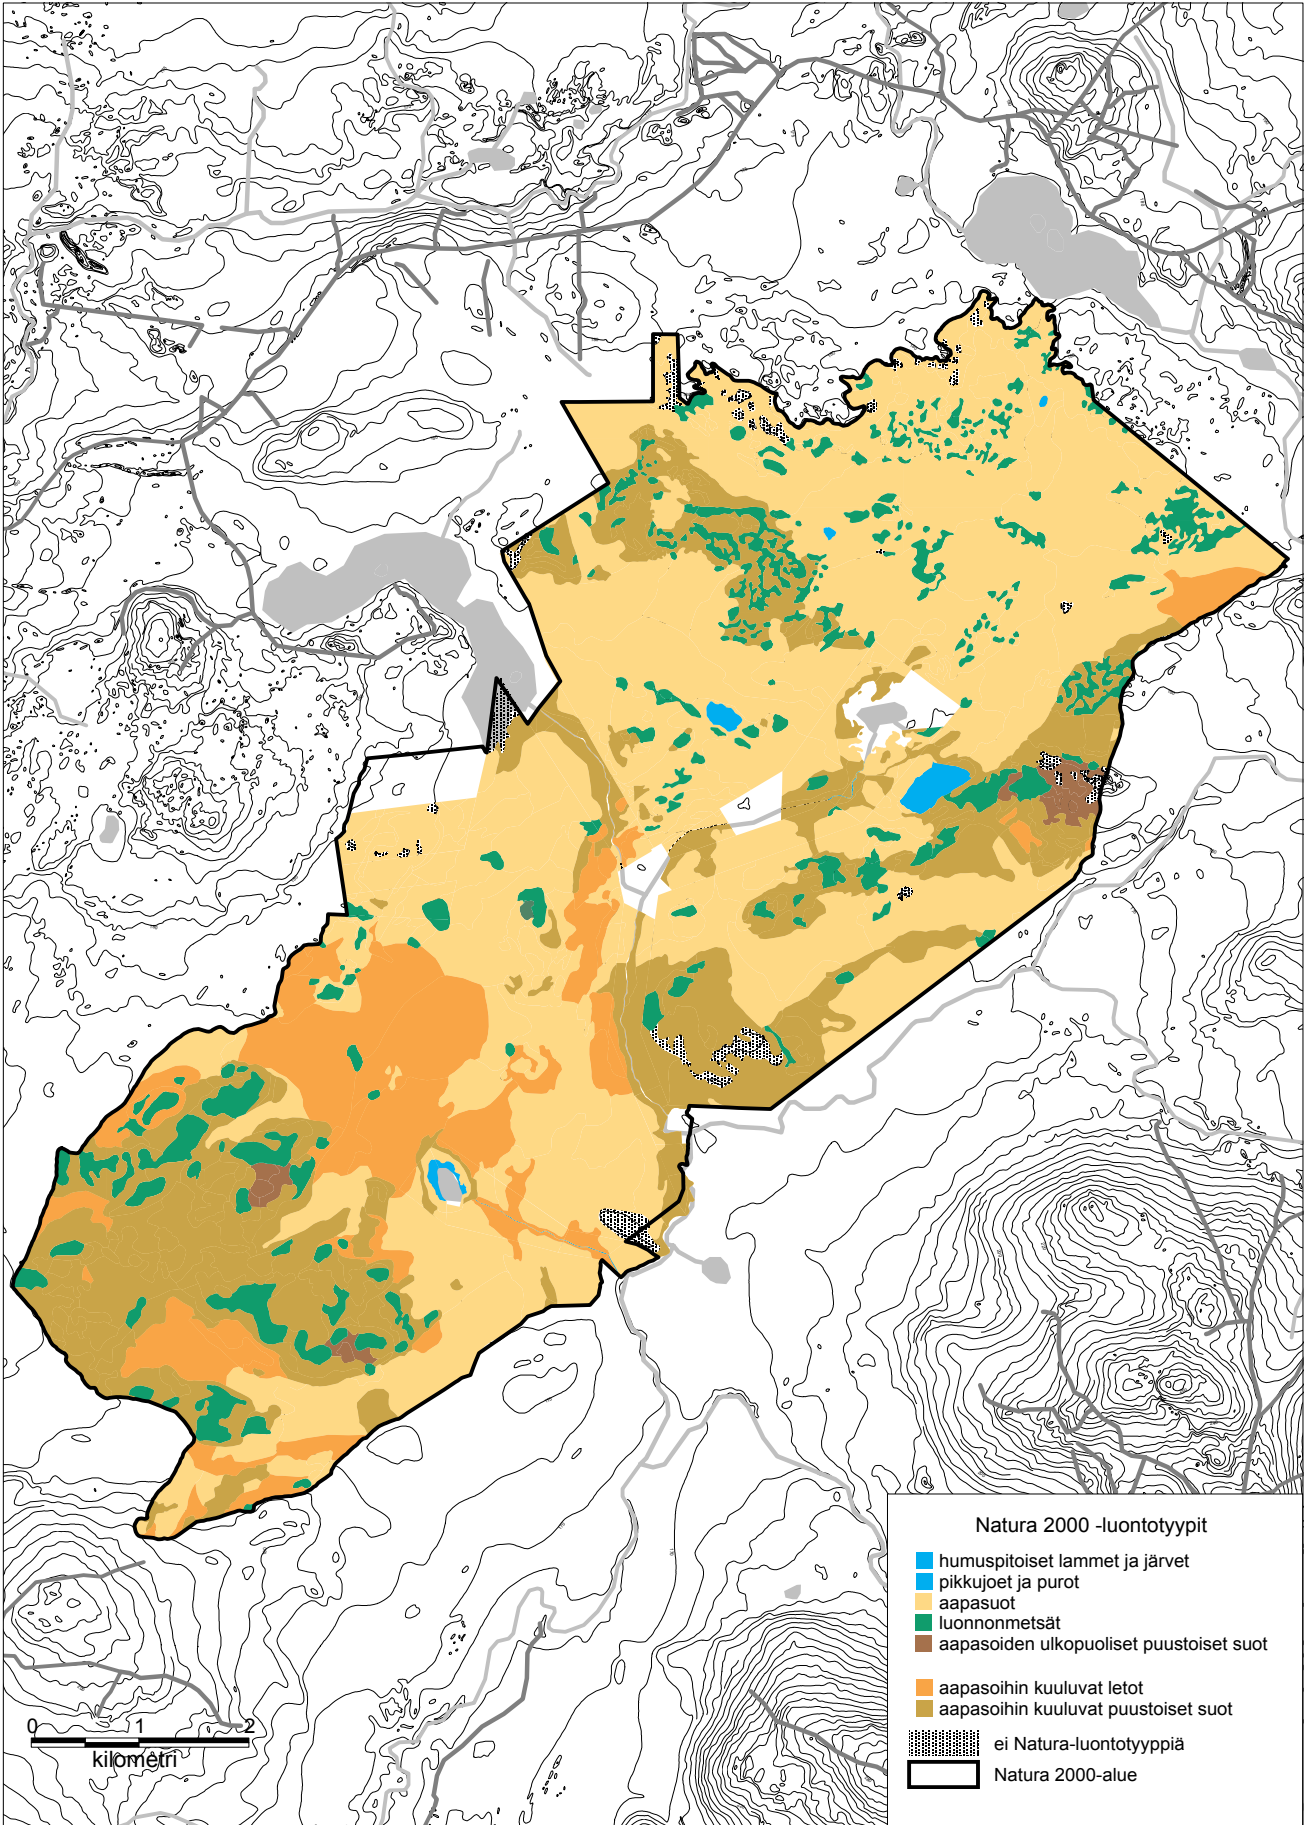 Natura 2000 -luontotyypit
humuspitoiset lammet ja järvet
pikkujoet ja purot
aapasuot
luonnonmetsät
aapasoiden ulkopuoliset puustoiset suot
aapasoihin kuuluvat letot
aapasoihin kuuluvat puustoiset suot
ei Natura-luontotyyppiä
Natura 2000-alue
0 1 2
kilometri